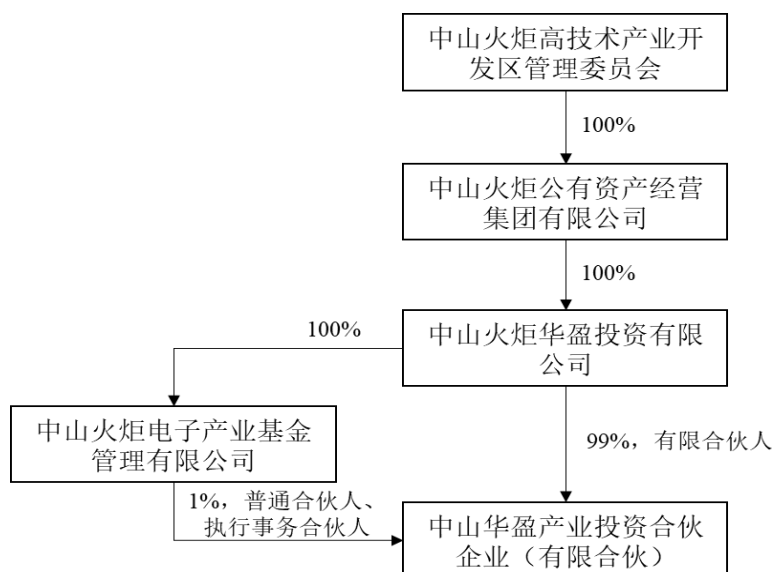 中山火炬高技术产业开
发区管理委员会
100%
中山火炬公有资产经营
集团有限公司
100%
100%
中山火炬华盈投资有限
公司
中山火炬电子产业基金
管理有限公司
99%，有限合伙人
1%，普通合伙人、
执行事务合伙人
中山华盈产业投资合伙
企业（有限合伙）